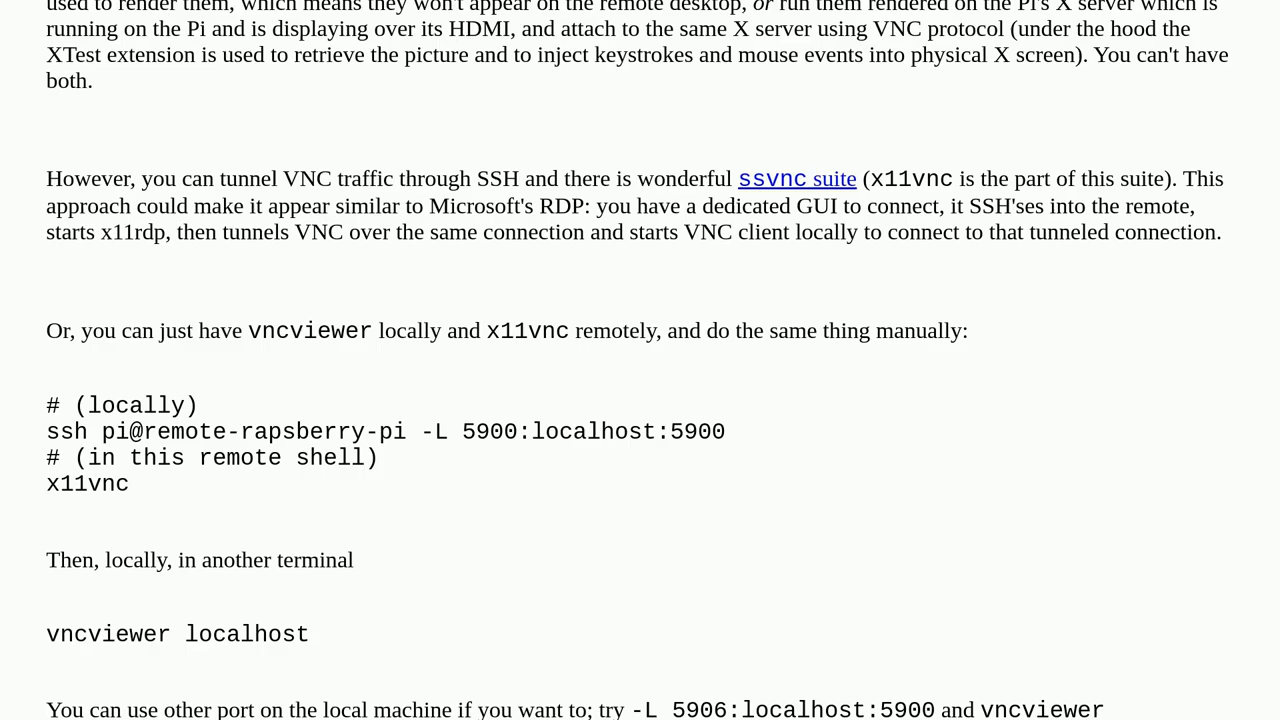 used to render them, which means they won't appear on the remote desktop, or run them rendered on the Pi's X server which is
running on the Pi and is displaying over its HDMI, and attach to the same X server using VNC protocol (under the hood the
XTest extension is used to retrieve the picture and to inject keystrokes and mouse events into physical X screen). You can't have
both.
However, you can tunnel VNC traffic through SSH and there is wonderful ssvnc suite (x11vnc is the part of this suite). This
approach could make it appear similar to Microsoft's RDP: you have a dedicated GUI to connect, it SSH'ses into the remote,
starts x11rdp, then tunnels VNC over the same connection and starts VNC client locally to connect to that tunneled connection.
Or, you can just have vncviewer locally and x11vnc remotely, and do the same thing manually:
# (locally)
ssh pi@remote-rapsberry-pi -L 5900:localhost:5900
# (in this remote shell)
x11vnc
Then, locally, in another terminal
vncviewer localhost
You can use other port on the local machine if you want to; try -L 5906:localhost:5900 and vncviewer